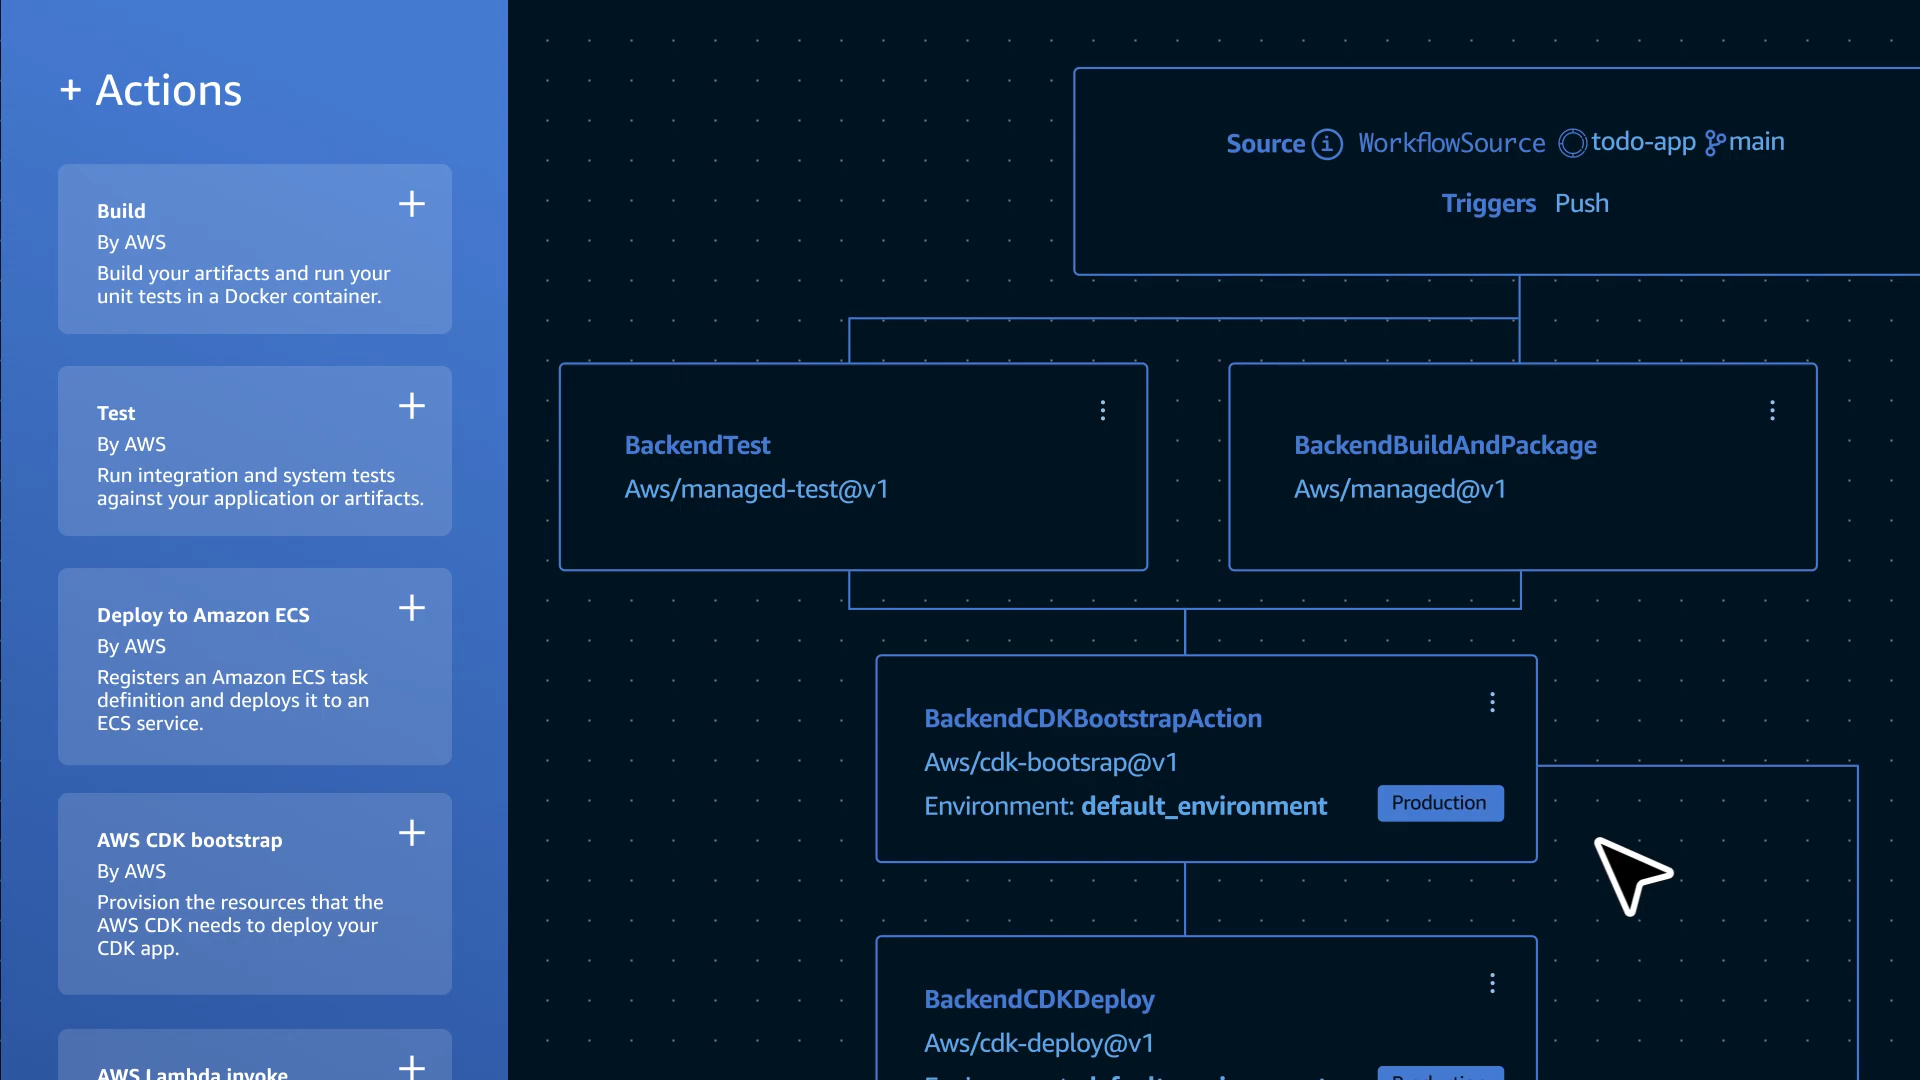 + Actions
Build
By AWS
Build your artifacts and run your
unit tests in a Docker container.
Test
By AWS
Run integration and system tests
against your application or artifacts.
Deploy to Amazon ECS
By AWS
Registers an Amazon ECS task
definition and deploys it to an
ECS service.
AWS CDK bootstrap
By AWS
Provision the resources that the
AWS CDK needs to deploy your
CDK app.
AWS Lambda invoke
Source WorkflowSource todo-app main
Triggers Push
BackendTest
Aws/managed-test@v1
BackendBuildAndPackage
Aws/managed@v1
BackendCDKBootstrapAction
Aws/cdk-bootsrap@v1
Environment: default_environment Production
BackendCDKDeploy
Aws/cdk-deploy@v1